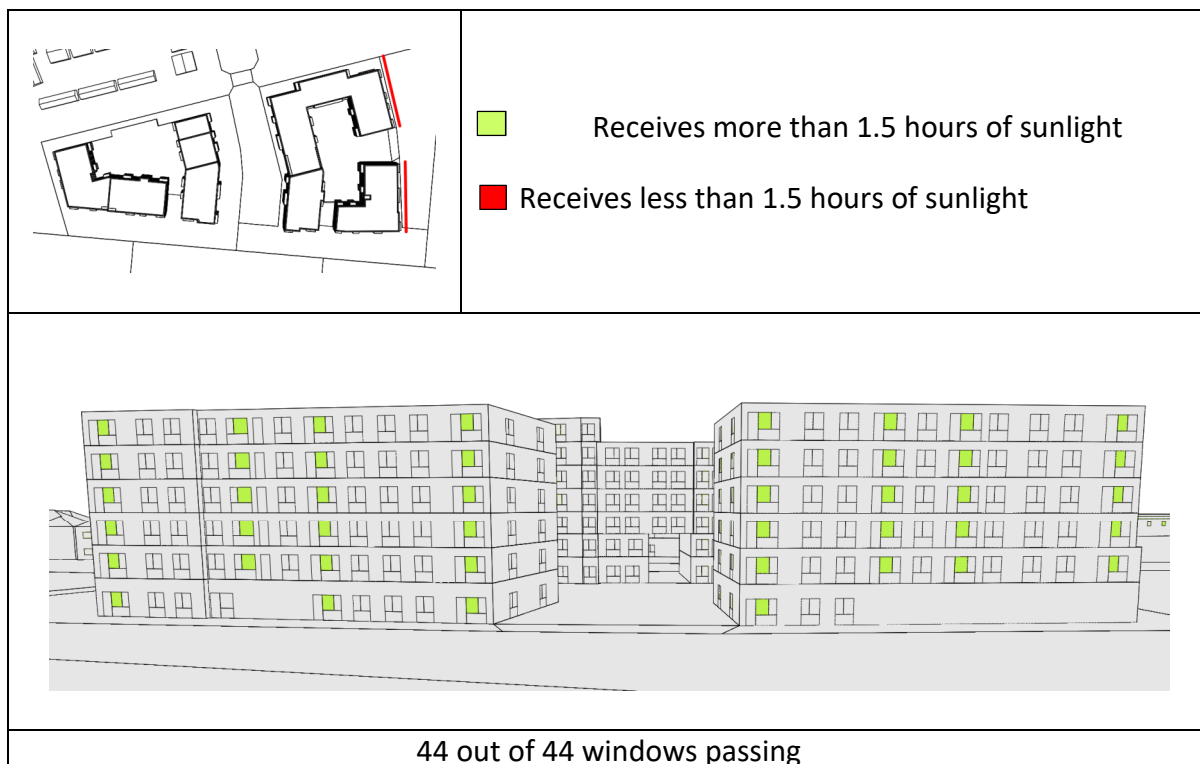 Receives more than 1.5 hours of sunlight
Receives less than 1.5 hours of sunlight
44 out of 44 windows passing